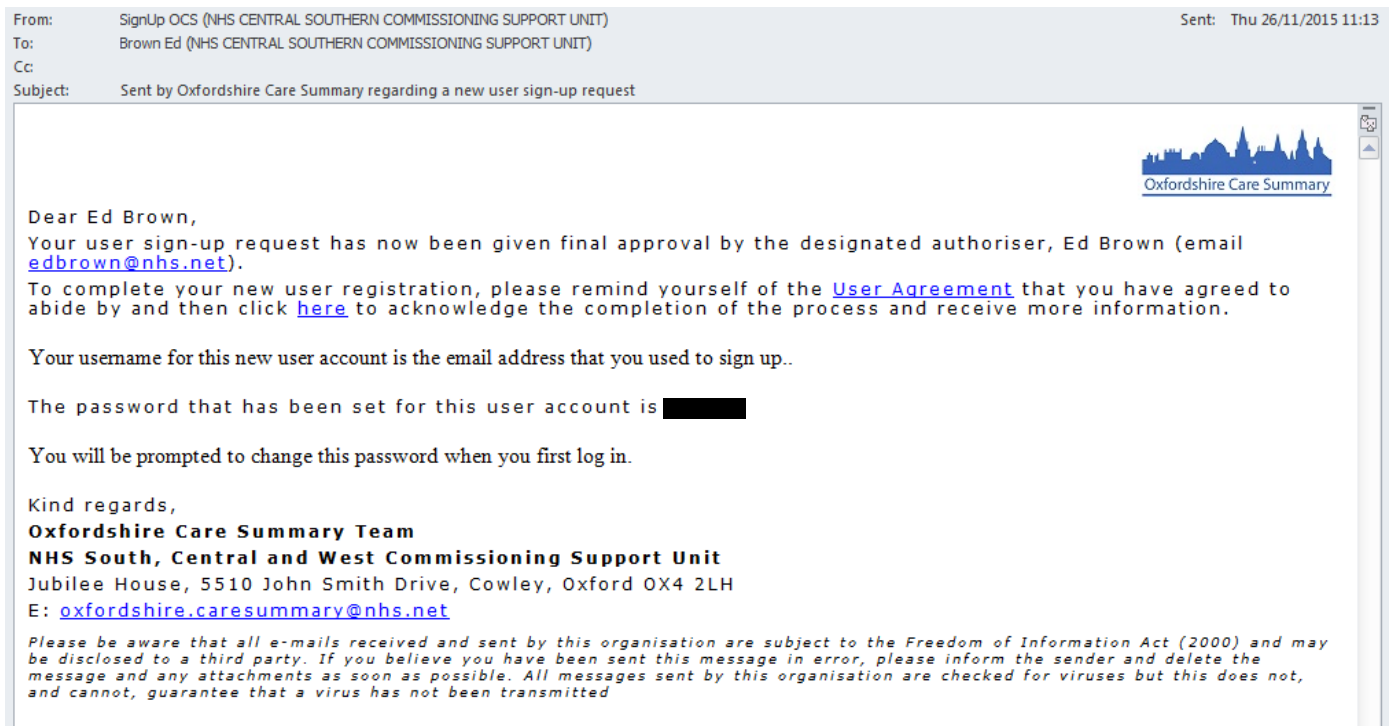 From: SignUp OCS (NHS CENTRAL SOUTHERN COMMISSIONING SUPPORT UNIT) Sent: Thu 26/11/2015 11:13
To: Brown Ed (NHS CENTRAL SOUTHERN COMMISSIONING SUPPORT UNIT)
Cc:
Subject: Sent by Oxfordshire Care Summary regarding a new user sign-up request
Oxfordshire Care Summary
Dear Ed Brown,
Your user sign-up request has now been given final approval by the designated authoriser, Ed Brown (email
edbrown@nhs.net).
To complete your new user registration, please remind yourself of the User Agreement that you have agreed to
abide by and then click here to acknowledge the completion of the process and receive more information.
Your username for this new user account is the email address that you used to sign up..
The password that has been set for this user account is
You will be prompted to change this password when you first log in.
Kind regards,
Oxfordshire Care Summary Team
NHS South, Central and West Commissioning Support Unit
Jubilee House, 5510 John Smith Drive, Cowley, Oxford OX4 2LH
E: oxfordshire.caresummary@nhs.net
Please be aware that all e-mails received and sent by this organisation are subject to the Freedom of Information Act (2000) and may
be disclosed to a third party. If you believe you have been sent this message in error, please inform the sender and delete the
message and any attachments as soon as possible. All messages sent by this organisation are checked for viruses but this does not,
and cannot, guarantee that a virus has not been transmitted